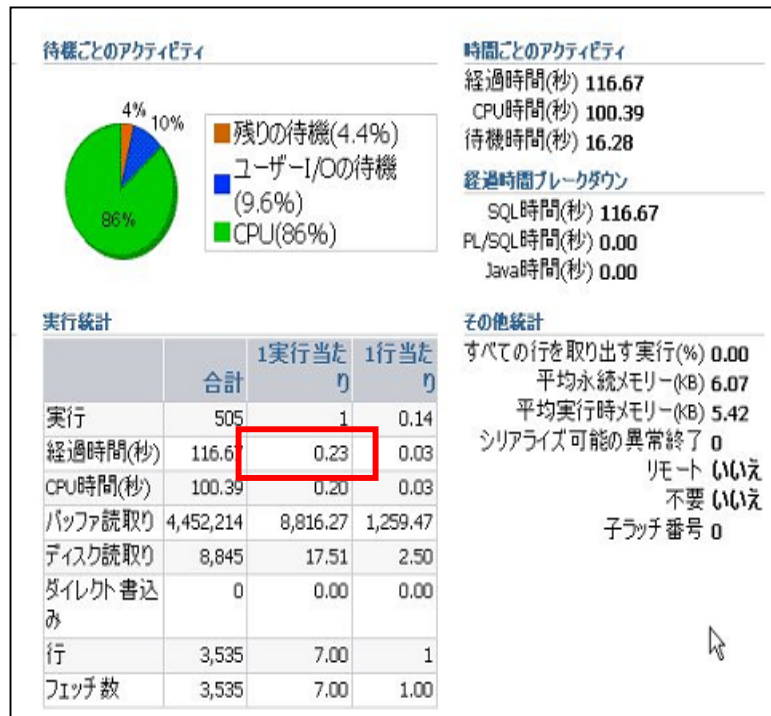 待機ごとのアクティビティ
4%
10%
86%
残りの待機(4.4%)
ユーザーI/Oの待機
(9.6%)
CPU(86%)
時間ごとのアクティビティ
経過時間(秒) 116.67
CPU時間(秒) 100.39
待機時間(秒) 16.28
経過時間ブレークダウン
SQL時間(秒) 116.67
PL/SQL時間(秒) 0.00
Java時間(秒) 0.00
実行統計
合計 1実行当たり 1行当たり
実行 505 1 0.14
経過時間(秒) 116.67 0.23 0.03
CPU時間(秒) 100.39 0.20 0.03
バッファ読取り 4,452,214 8,816.27 1,259.47
ディスク読取り 8,845 17.51 2.50
ダイレクト書込み 0 0.00 0.00
行 3,535 7.00 1
フェッチ数 3,535 7.00 1.00
その他統計
すべての行を取り出す実行(%) 0.00
平均永続メモリー(KB) 6.07
平均実行時メモリー(KB) 5.42
シリアライズ可能の異常終了 0
リモート いいえ
不要 いいえ
子ラッチ番号 0